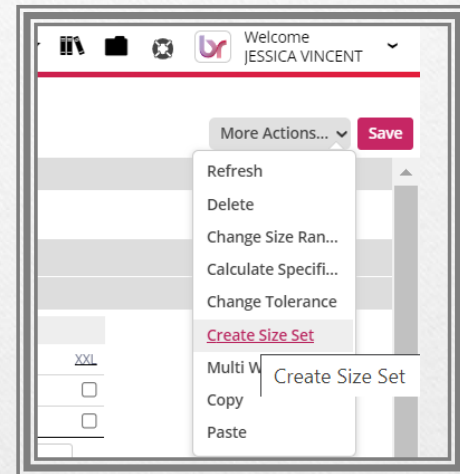 Welcome
br JESSICA VINCENT
More Actions... Save
Refresh
Delete
Change Size Ran...
Calculate Specifi...
Change Tolerance
Create Size Set
XXL
Multi W
Create Size Set
Copy
Paste